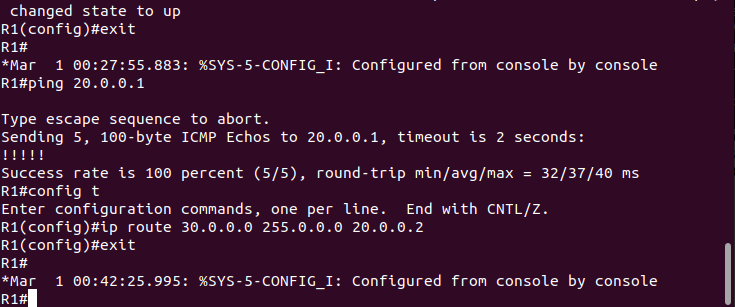 changed state to up
R1(config)#exit
R1#
*Mar  1 00:27:55.883: %SYS-5-CONFIG_I: Configured from console by console
R1#ping 20.0.0.1
Type escape sequence to abort.
Sending 5, 100-byte ICMP Echos to 20.0.0.1, timeout is 2 seconds:
!!!!!
Success rate is 100 percent (5/5), round-trip min/avg/max = 32/37/40 ms
R1#config t
Enter configuration commands, one per line.  End with CNTL/Z.
R1(config)#ip route 30.0.0.0 255.0.0.0 20.0.0.2
R1(config)#exit
R1#
*Mar  1 00:42:25.995: %SYS-5-CONFIG_I: Configured from console by console
R1#